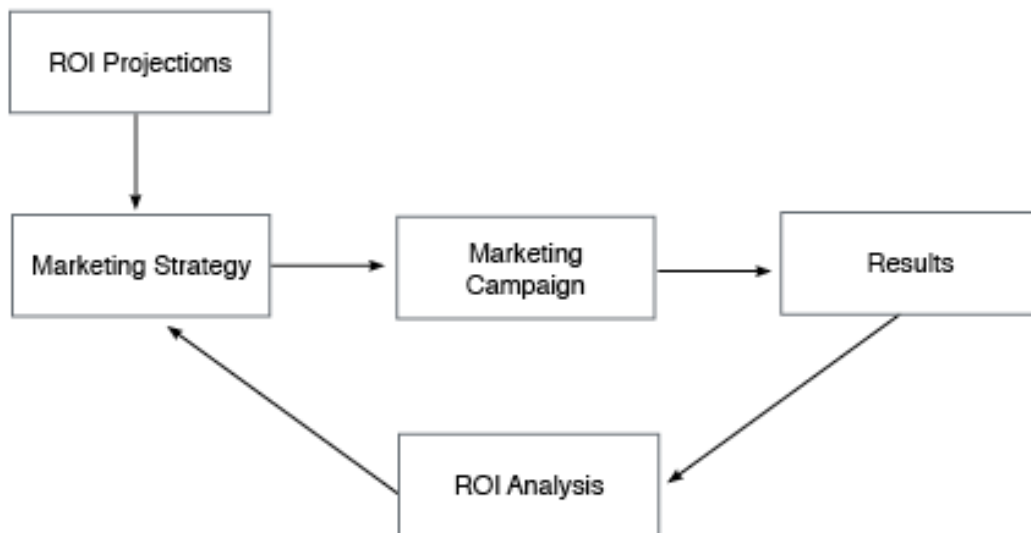 ROI Projections
Marketing Strategy
Marketing
Campaign
Results
ROI Analysis